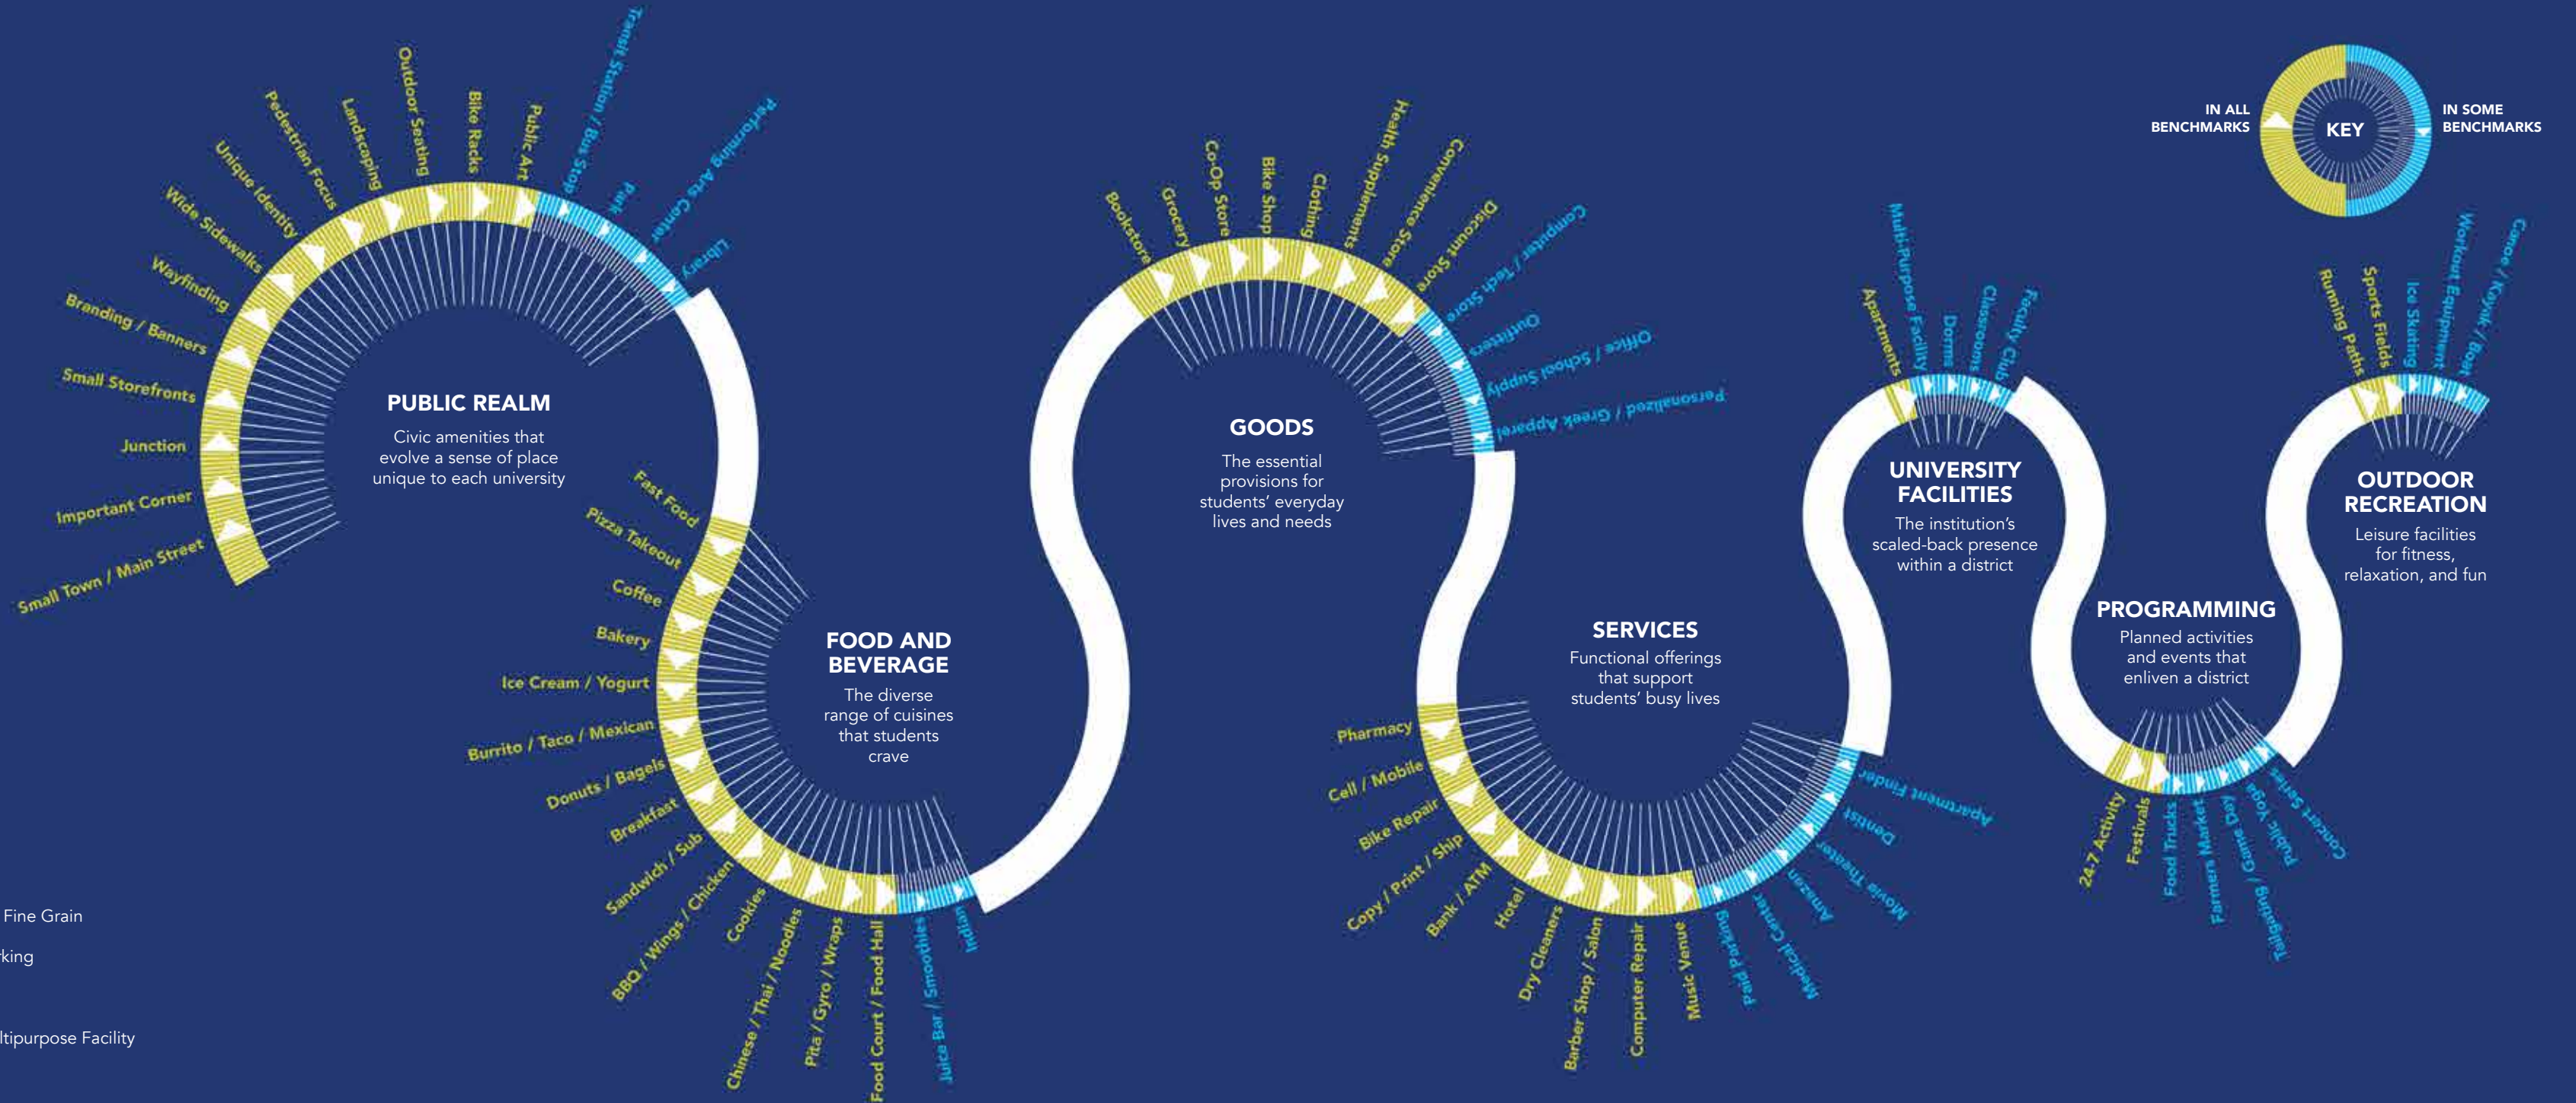 Small Town / Main Street
Important Corner
Junction
Small Storefronts
Branding / Banners
Wayfinding
Wide Sidewalks
Unique Identity
Pedestrian Focus
Landscaping
Outdoor Seating
Bike Racks
Public Art
Transit Station / Bus Stop
Park
Performing Arts Center
Library
PUBLIC REALM
Civic amenities that
evolve a sense of place
unique to each university
Fast Food
Pizza Takeout
Coffee
Bakery
Ice Cream / Yogurt
Burrito / Taco / Mexican
Donuts / Bagels
Breakfast
Sandwich / Sub
BBQ / Wings / Chicken
Cookies
Chinese / Thai / Noodles
Pita / Gyro / Wraps
Food Court / Food Hall
Juice Bar / Smoothies
Indian
FOOD AND
BEVERAGE
The diverse
range of cuisines
that students
crave
Bookstore
Grocery
Co-Op Store
Bike Shop
Clothing
Health Supplements
Convenience Store
Discount Store
Computer / Tech Store
Outfitters
Office / School Supply
Personalized / Greek Apparel
GOODS
The essential
provisions for
students' everyday
lives and needs
Pharmacy
Cell / Mobile
Bike Repair
Copy / Print / Ship
Bank / ATM
Hotel
Dry Cleaners
Barber Shop / Salon
Computer Repair
Music Venue
Paid Parking
Medical Center
Amazon
Movie Theater
Dentist
Apartment Finder
SERVICES
Functional offerings
that support
students' busy lives
Apartments
Multi-Purpose Facility
Dorms
Classrooms
Faculty Club
UNIVERSITY
FACILITIES
The institution's
scaled-back presence
within a district
24-7 Activity
Festivals
Food Trucks
Farmers Market
Tailgating / Game Day
Public Yoga
Concert Series
PROGRAMMING
Planned activities
and events that
enliven a district
Running Paths
Sports Fields
Ice Skating
Workout Equipment
Canoe / Kayak / Boat
OUTDOOR
RECREATION
Leisure facilities
for fitness,
relaxation, and fun
IN ALL
BENCHMARKS
KEY
IN SOME
BENCHMARKS
Fine Grain
rking
ltipurpose Facility